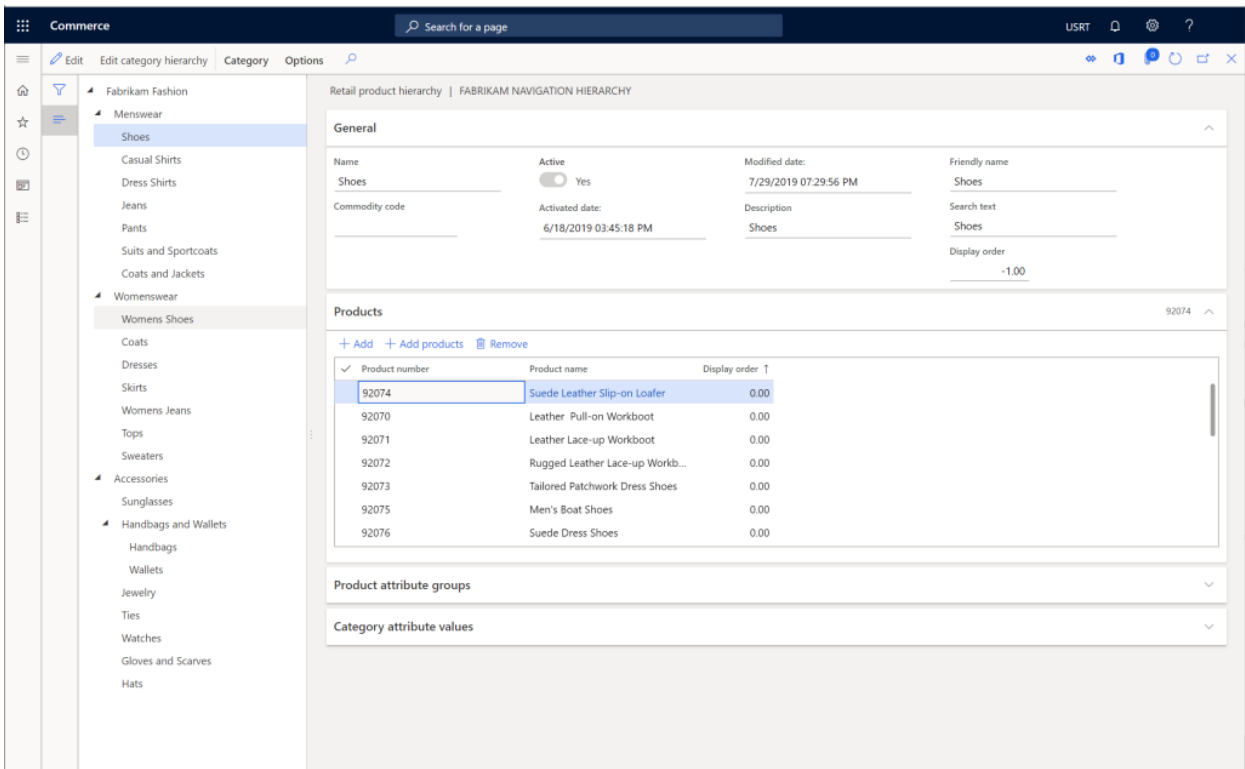 Commerce
Search for a page
USRT
?
Edit Edit category hierarchy Category Options
0
Fabrikam Fashion
Menswear
Shoes
Casual Shirts
Dress Shirts
Jeans
Pants
Suits and Sportcoats
Coats and Jackets
Womenswear
Womens Shoes
Coats
Dresses
Skirts
Womens Jeans
Tops
Sweaters
Accessories
Sunglasses
Handbags and Wallets
Handbags
Wallets
Jewelry
Ties
Watches
Gloves and Scarves
Hats
Retail product hierarchy | FABRIKAM NAVIGATION HIERARCHY
General
Name
Shoes
Commodity code
Active
Yes
Activated date:
6/18/2019 03:45:18 PM
Modified date:
7/29/2019 07:29:56 PM
Description
Shoes
Friendly name
Shoes
Search text
Shoes
Display order
-1.00
Products 92074
+ Add + Add products Remove
Product number Product name Display order ↑
92074 Suede Leather Slip-on Loafer 0.00
92070 Leather Pull-on Workboot 0.00
92071 Leather Lace-up Workboot 0.00
92072 Rugged Leather Lace-up Workb... 0.00
92073 Tailored Patchwork Dress Shoes 0.00
92075 Men's Boat Shoes 0.00
92076 Suede Dress Shoes 0.00
Product attribute groups
Category attribute values